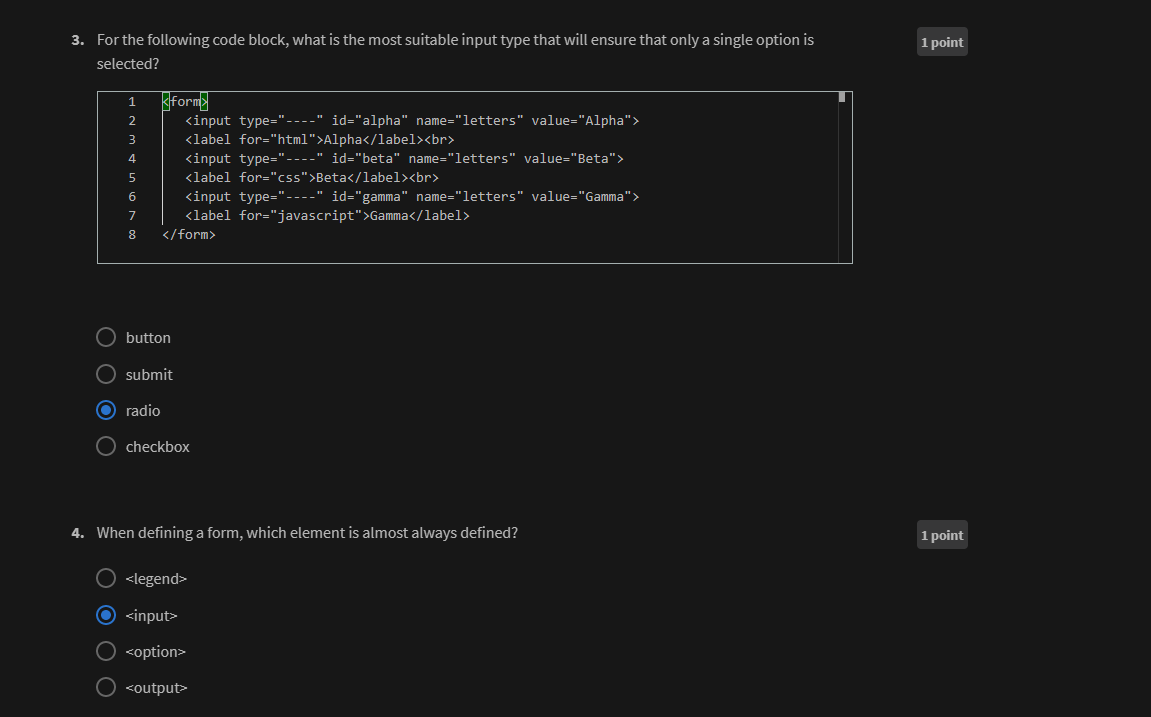 3. For the following code block, what is the most suitable input type that will ensure that only a single option is
selected?
1 point
1 <form>
2 <input type="----" id="alpha" name="letters" value="Alpha">
3 <label for="html">Alpha</label><br>
4 <input type="----" id="beta" name="letters" value="Beta">
5 <label for="css">Beta</label><br>
6 <input type="----" id="gamma" name="letters" value="Gamma">
7 <label for="javascript">Gamma</label>
8 </form>
button
submit
radio
checkbox
4. When defining a form, which element is almost always defined?
1 point
<legend>
<input>
<option>
<output>